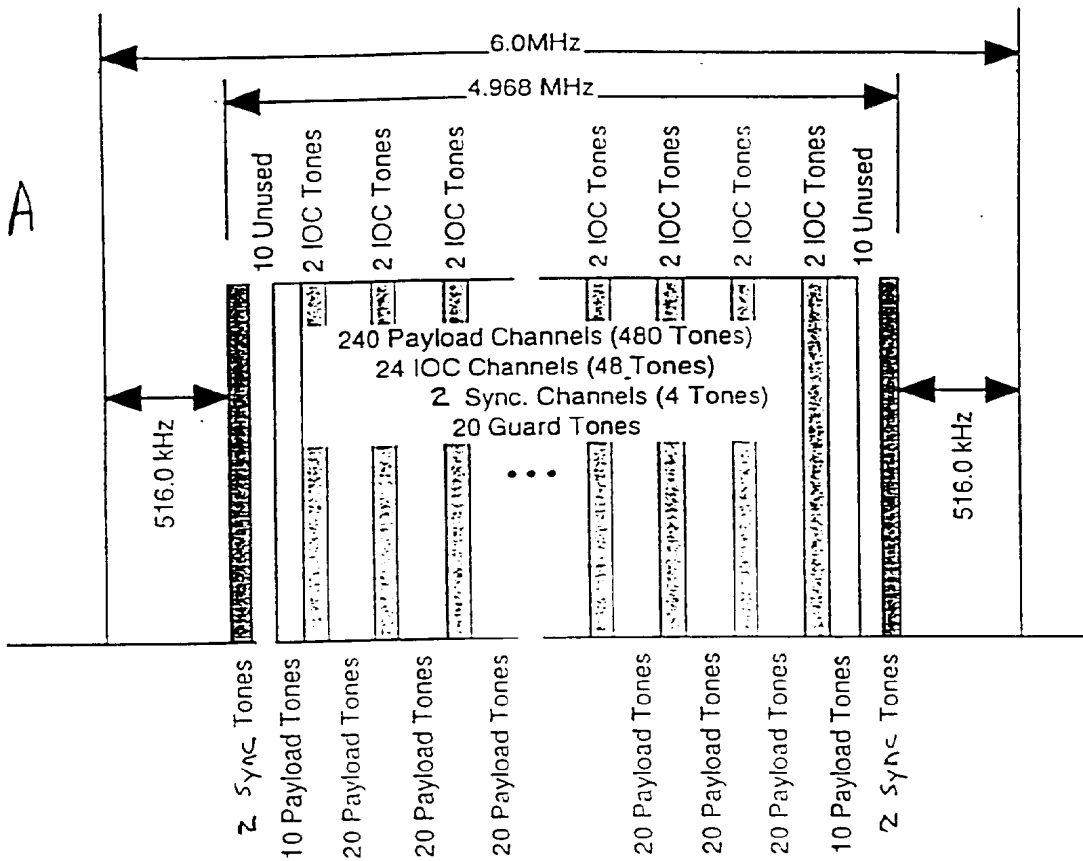 6.0MHz
4.968 MHz
A
10 Unused
2 IOC Tones
2 IOC Tones
2 IOC Tones
2 IOC Tones
2 IOC Tones
2 IOC Tones
2 IOC Tones
10 Unused
240 Payload Channels (480 Tones)
24 IOC Channels (48 Tones)
2 Sync. Channels (4 Tones)
20 Guard Tones
...
516.0 kHz
516.0 kHz
2 Sync Tones
10 Payload Tones
20 Payload Tones
20 Payload Tones
20 Payload Tones
20 Payload Tones
20 Payload Tones
20 Payload Tones
10 Payload Tones
2 Sync Tones